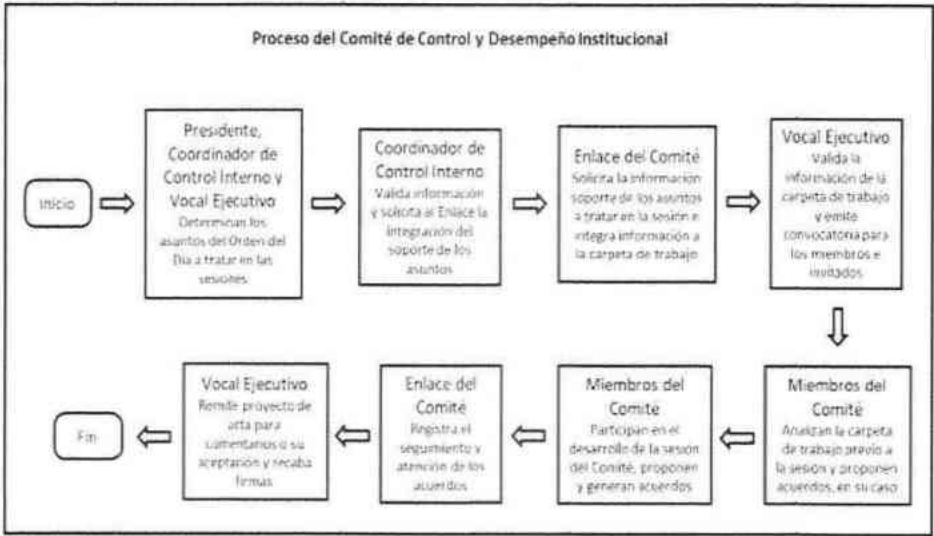 Proceso del Comité de Control y Desempeño Institucional
Inicio
Presidente,
Coordinador de
Control Interno y
Vocal Ejecutivo
Determinan los
asuntos del Orden del
Dia a tratar en las
sesiones
Coordinador de
Control Interno
Valida información
y solicita al Enlace la
integración del
soporte de los
asuntos
Enlace del Comité
Solicita la información
soporte de los asuntos
a tratar en la sesión e
integra información a
la carpeta de trabajo
Vocal Ejecutivo
Valida la
información de la
carpeta de trabajo
y emite
convocatoria para
los miembros e
invitados
Miembros del
Comité
Analizan la carpeta
de trabajo previo a
la sesión y proponen
acuerdos, en su caso
Miembros del
Comité
Participan en el
desarrollo de la sesión
del Comité, proponen
y generan acuerdos
Enlace del
Comité
Registra el
seguimiento y
atención de los
acuerdos
Vocal Ejecutivo
Remite proyecto de
acta para
comentarios o su
aceptación y recaba
firmas
Fin